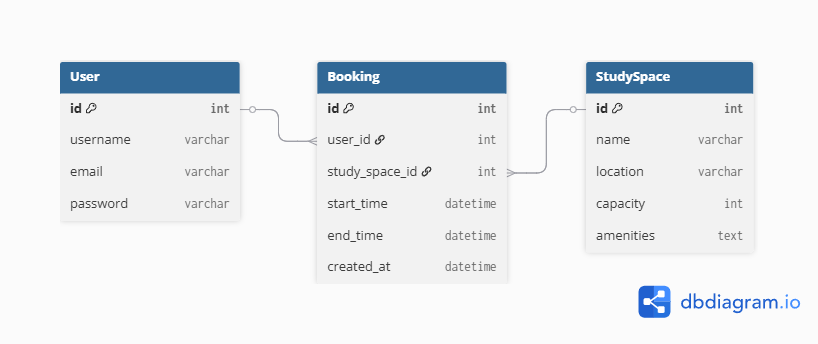 User
id int
username varchar
email varchar
password varchar
Booking
id int
user_id int
study_space_id int
start_time datetime
end_time datetime
created_at datetime
StudySpace
id int
name varchar
location varchar
capacity int
amenities text
dbdiagram.io